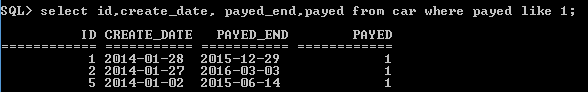 SQL> select id,create_date, payed_end,payed from car where payed like 1;
ID CREATE_DATE PAYED_END PAYED
============ =========== =========== ============
1 2014-01-28 2015-12-29 1
2 2014-01-27 2016-03-03 1
5 2014-01-02 2015-06-14 1